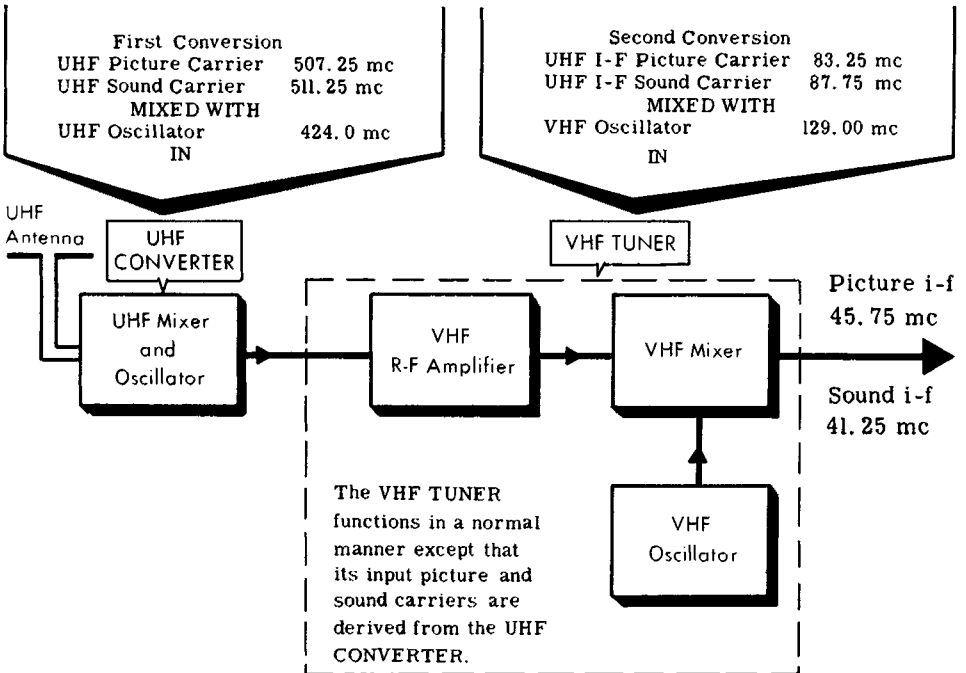 First Conversion
UHF Picture Carrier 507.25 mc
UHF Sound Carrier 511.25 mc
MIXED WITH
UHF Oscillator 424.0 mc
IN
Second Conversion
UHF I-F Picture Carrier 83.25 mc
UHF I-F Sound Carrier 87.75 mc
MIXED WITH
VHF Oscillator 129.00 mc
IN
UHF
Antenna
UHF
CONVERTER
VHF TUNER
UHF Mixer
and
Oscillator
VHF
R-F Amplifier
VHF Mixer
Picture i-f
45.75 mc
Sound i-f
41.25 mc
VHF
Oscillator
The VHF TUNER
functions in a normal
manner except that
its input picture and
sound carriers are
derived from the UHF
CONVERTER.